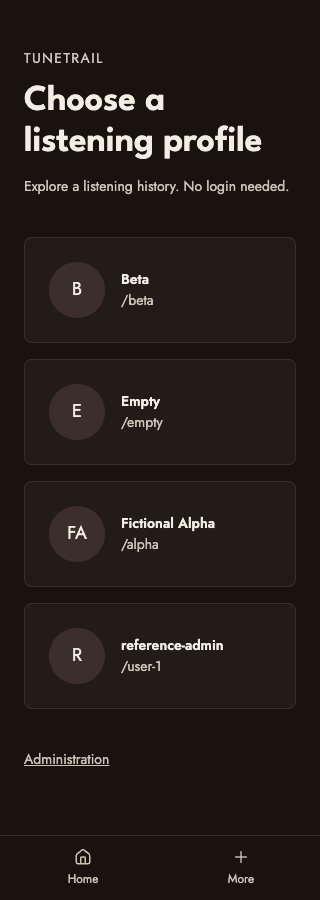 TUNETRAIL
Choose a
listening profile
Explore a listening history. No login needed.
B
Beta
/beta
E
Empty
/empty
FA
Fictional Alpha
/alpha
R
reference-admin
/user-1
Administration
Home
More